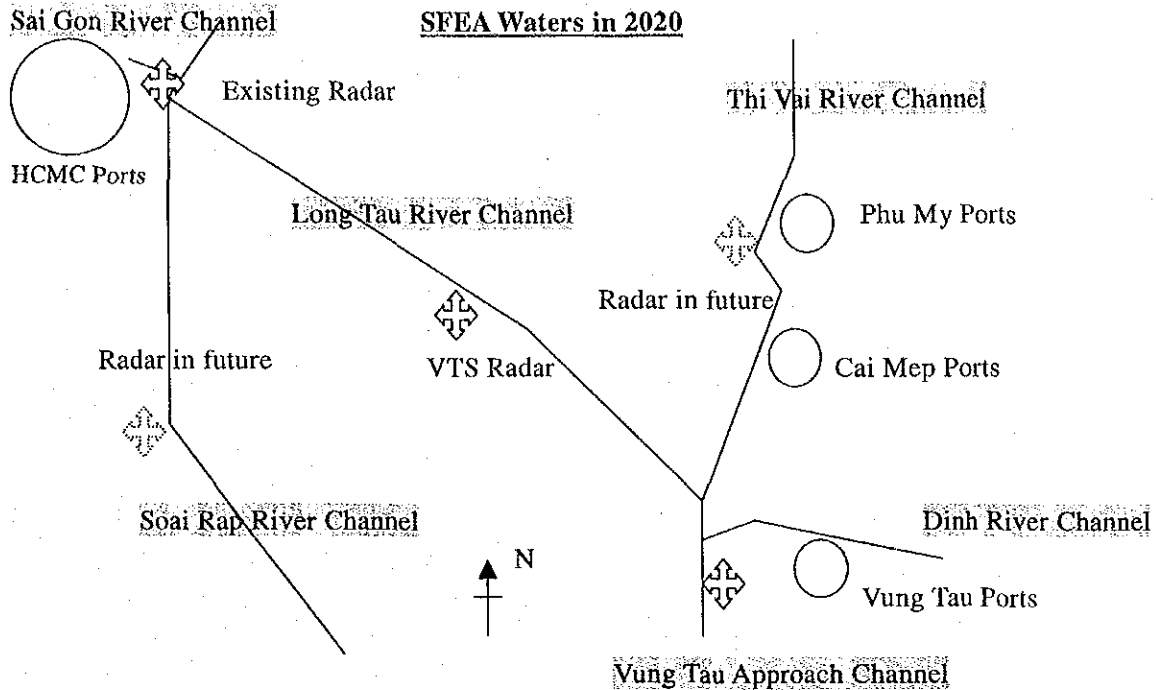 Sai Gon River Channel
SFEA Waters in 2020
Existing Radar
Thi Vai River Channel
HCMC Ports
Long Tau River Channel
Phu My Ports
Radar in future
Radar in future
VTS Radar
Cai Mep Ports
Soai Rap River Channel
Dinh River Channel
N
Vung Tau Ports
Vung Tau Approach Channel